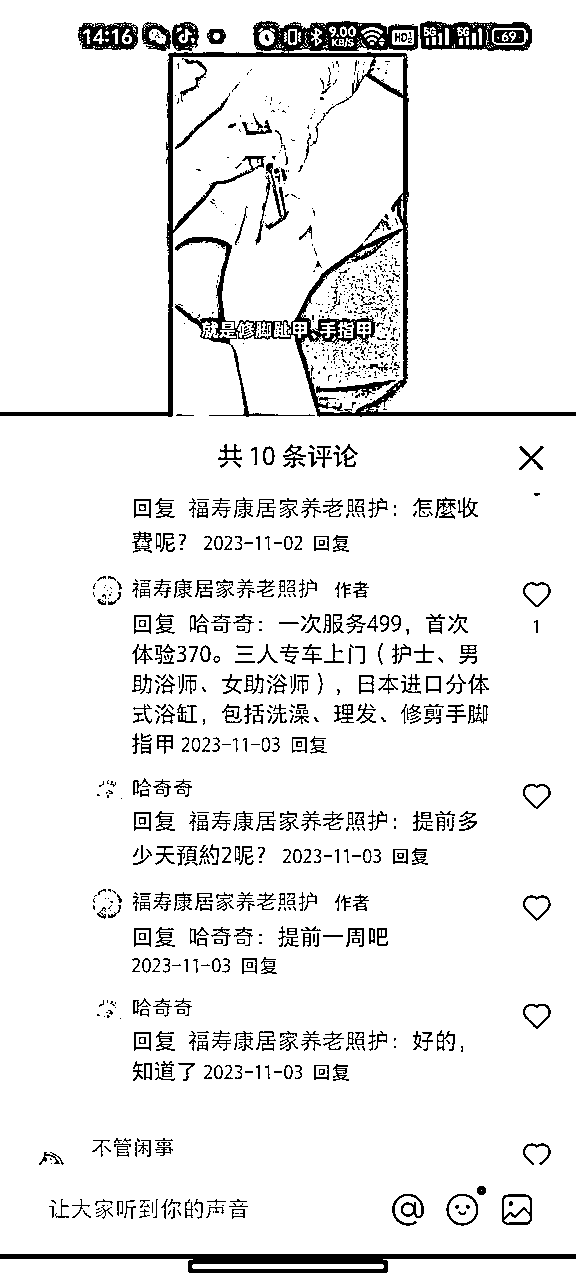 14:16 9.00 KB/S HD 5G 5G 69
就是修脚趾甲、手指甲
共10条评论
回复 福寿康居家养老照护：怎麼收
費呢？ 2023-11-02 回复
福寿康居家养老照护 作者
回复 哈奇奇：一次服务499，首次
1
体验370。三人专车上门（护士、男
助浴师、女助浴师），日本进口分体
式浴缸，包括洗澡、理发、修剪手脚
指甲 2023-11-03 回复
哈奇奇
回复 福寿康居家养老照护：提前多
少天預約2呢？ 2023-11-03 回复
福寿康居家养老照护 作者
回复 哈奇奇：提前一周吧
2023-11-03 回复
哈奇奇
回复 福寿康居家养老照护：好的，
知道了 2023-11-03 回复
不管闲事
让大家听到你的声音